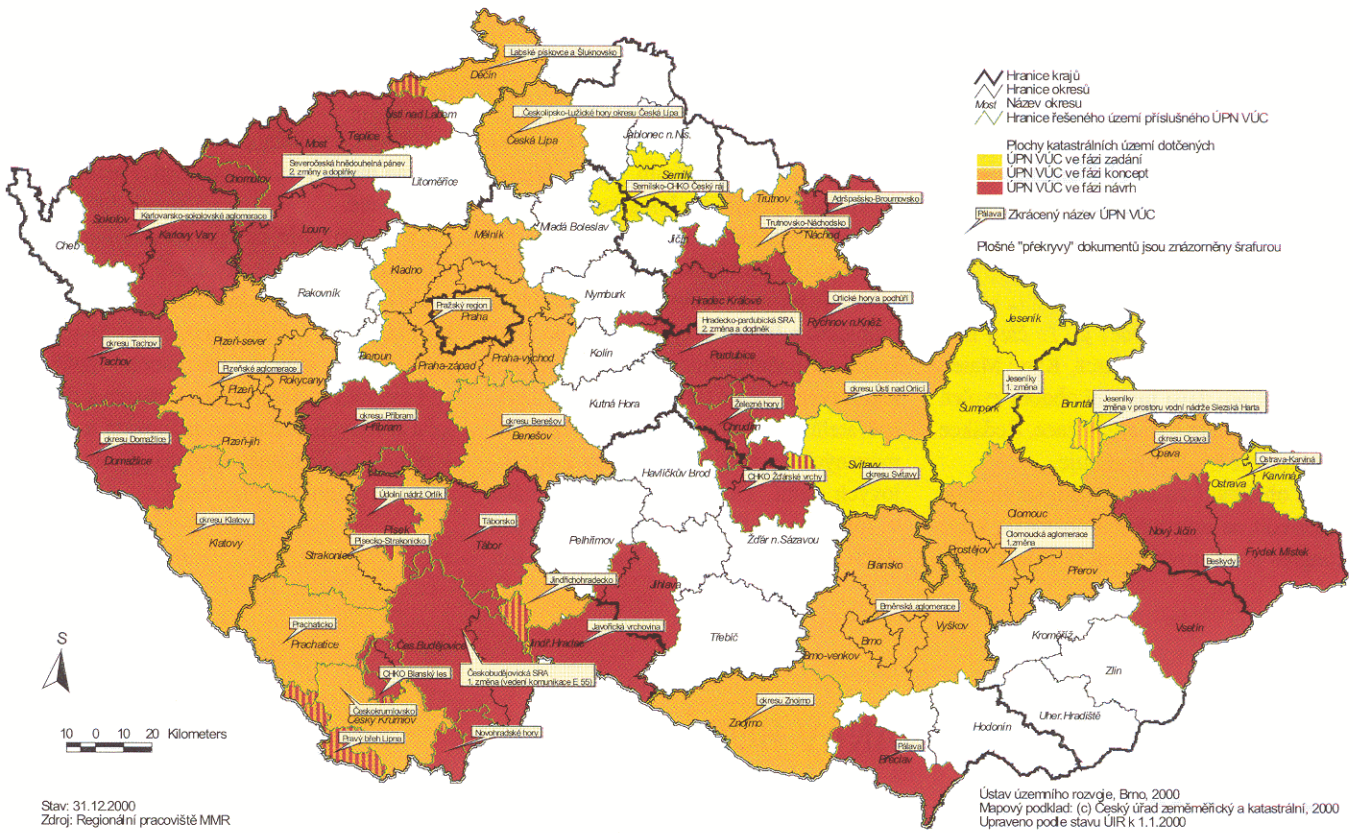 Hranice krajů
Hranice okresů
Most Název okresu
Hranice řešeného území příslušného ÚPN VÚC
Plochy katastrálních území dotčených
ÚPN VÚC ve fázi zadání
ÚPN VÚC ve fázi koncept
ÚPN VÚC ve fázi návrh
Pálava Zkrácený název ÚPN VÚC
Plošné "překryvy" dokumentů jsou znázorněny šrafurou
Labské pískovce a Šluknovsko
Děčín
Ústí nad Labem
Českolipsko-Lužické hory okresu Česká Lípa
Česká Lípa
Jablonec n.Nis.
Teplice
Most
Severočeská hnědouhelná pánev
2. změny a doplňky
Chomutov
Litoměřice
Semily
Semilsko-CHKO Český ráj
Trutnov
Adršpašsko-Broumovsko
Sokolov
Karlovarsko-sokolovské aglomerace
Karlovy Vary
Louny
Cheb
Mělník
Mladá Boleslav
Jičín
Trutnovsko-Náchodsko
Náchod
Kladno
Rakovník
Nymburk
Hradec Králové
Orlické hory a podhůří
Rychnov n.Kněž.
Pražský region
Praha
Hradecko-pardubická SRA
2. změna a doplněk
Pardubice
Jeseník
okresu Tachov
Tachov
Plzeň-sever
Beroun
Praha-západ
Praha-východ
Kolín
Plzeňské aglomerace
Plzeň
Rokycany
Kutná Hora
okresu Ústí nad Orlicí
Jeseníky
1. změna
Šumperk
Bruntál
Jeseníky
změna v prostoru vodní nádrže Slezská Harta
okresu Příbram
Příbram
okresu Benešov
Benešov
Železné hory
Chrudim
okresu Domažlice
Domažlice
Plzeň-jih
okresu Opava
Opava
Ostrava-Karviná
Ostrava
Karviná
Svitavy
okresu Svitavy
Havlíčkův Brod
CHKO Žďárské vrchy
Údolní nádrž Orlík
Písek
okresu Klatovy
Klatovy
Strakonice
Písecko-Strakonicko
Táborsko
Tábor
Pelhřimov
Žďár n.Sázavou
Olomouc
Olomoucká aglomerace
1.změna
Prostějov
Přerov
Nový Jičín
Frýdek Místek
Beskydy
Blansko
Jihlava
Jindřichohradecko
Prachaticko
Prachatice
Čes.Budějovice
Jindř.Hradec
Javořická vrchovina
Třebíč
Brněnská aglomerace
Brno
Brno-venkov
Vyškov
Kroměříž
Vsetín
Zlín
CHKO Blanský les
Českobudějovická SRA
1. změna (vedení komunikace E 55)
Českokrumlovsko
Český Krumlov
Pravý břeh Lipna
Novohradské hory
okresu Znojmo
Znojmo
Hodonín
Uher.Hradiště
Pálava
Břeclav
S
10 0 10 20 Kilometers
Stav: 31.12.2000
Zdroj: Regionální pracoviště MMR
Ústav územního rozvoje, Brno, 2000
Mapový podklad: (c) Český úřad zeměměřický a katastrální, 2000
Upraveno podle stavu ÚIR k 1.1.2000